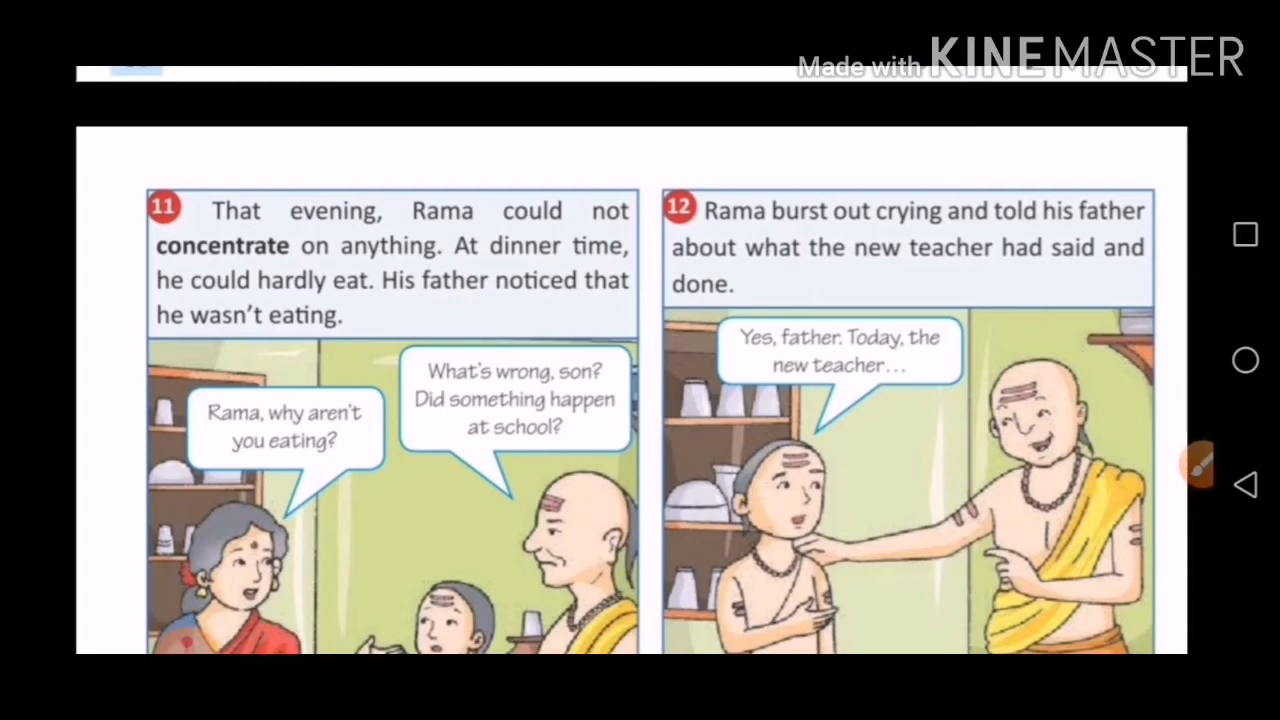 Made with KINEMASTER
11 That evening, Rama could not
concentrate on anything. At dinner time,
he could hardly eat. His father noticed that
he wasn't eating.
Rama, why aren't
you eating?
What's wrong, son?
Did something happen
at school?
12 Rama burst out crying and told his father
about what the new teacher had said and
done.
Yes, father. Today, the
new teacher...